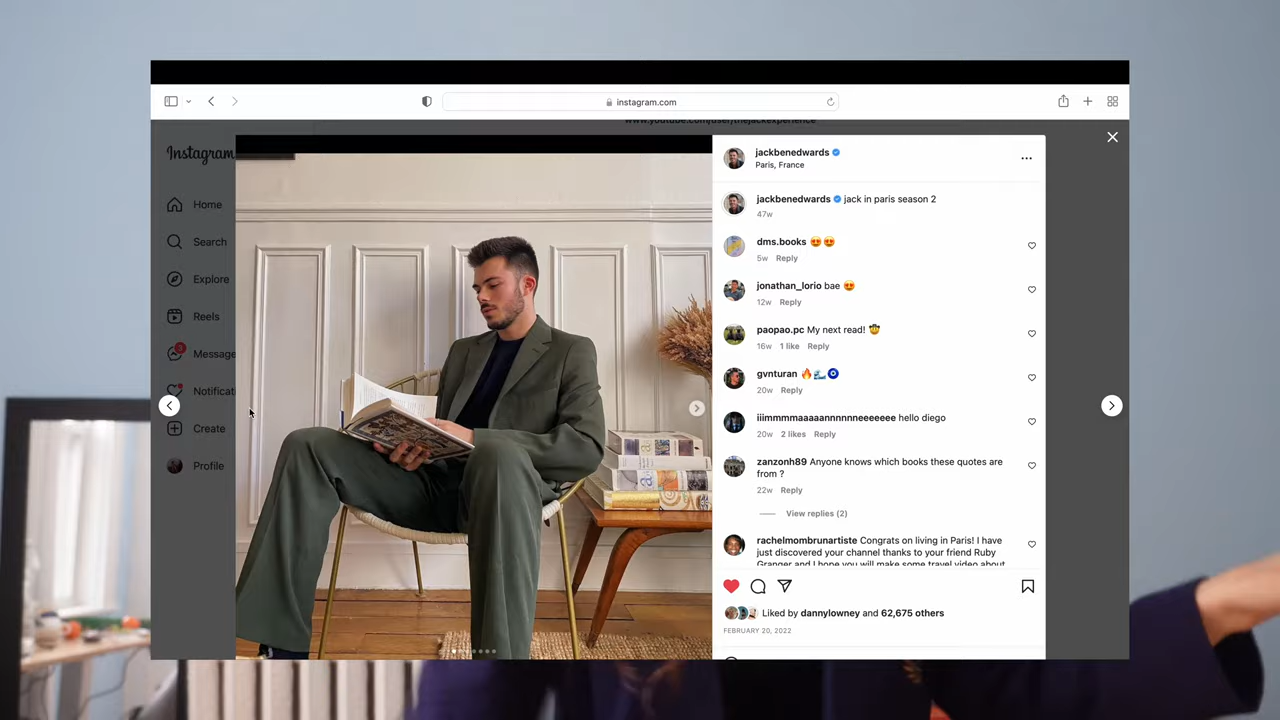 instagram.com
www.youtube.com/user/thejackexperience
Instagram
Home
Search
Explore
Reels
3
Message
Notificati
Create
Profile
jackbenedwards
Paris, France
jackbenedwards jack in paris season 2
47w
dms.books 😍😍
5w Reply
jonathan_lorio bae 😍
12w Reply
paopao.pc My next read! 🤠
16w 1 like Reply
gvnturan 🔥🌊🧿
20w Reply
iiimmmmaaaaannnnnneeeeeee hello diego
20w 2 likes Reply
zanzonh89 Anyone knows which books these quotes are
from ?
22w Reply
View replies (2)
rachelmombrunartiste Congrats on living in Paris! I have
just discovered your channel thanks to your friend Ruby
Granger and I hope you will make some travel video about
Liked by dannylowney and 62,675 others
FEBRUARY 20, 2022